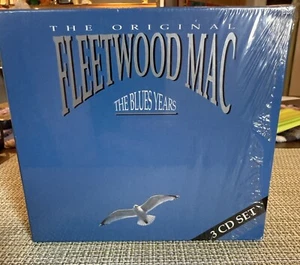 THE ORIGINAL
FLEETWOOD MAC
THE BLUES YEARS
3 CD SET